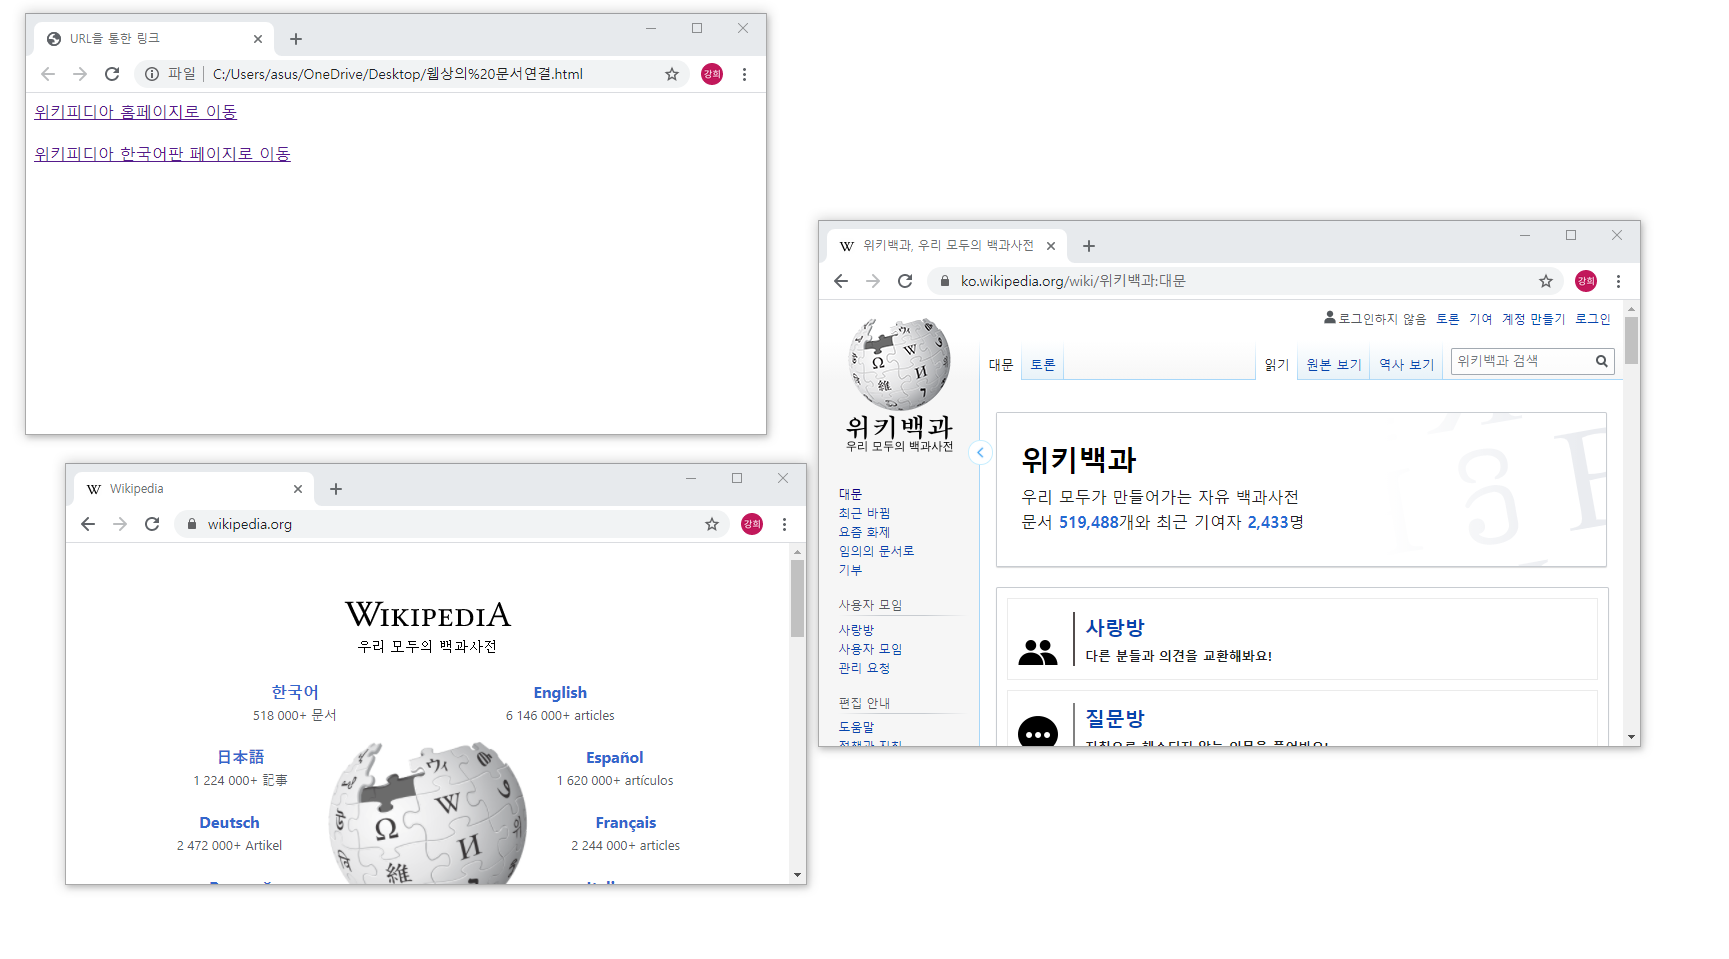 URL을 통한 링크
파일 | C:/Users/asus/OneDrive/Desktop/웹상의%20문서연결.html
강희
위키피디아 홈페이지로 이동
위키피디아 한국어판 페이지로 이동
Wikipedia
wikipedia.org
강희
WIKIPEDIA
우리 모두의 백과사전
한국어
518 000+ 문서
English
6 146 000+ articles
日本語
1 224 000+ 記事
Español
1 620 000+ artículos
Deutsch
2 472 000+ Artikel
Français
2 244 000+ articles
위키백과, 우리 모두의 백과사전
ko.wikipedia.org/wiki/위키백과:대문
강희
로그인하지 않음 토론 기여 계정 만들기 로그인
대문 토론 읽기 원본 보기 역사 보기 위키백과 검색
위키백과
우리 모두의 백과사전
대문
최근 바뀜
요즘 화제
임의의 문서로
기부
사용자 모임
사랑방
사용자 모임
관리 요청
편집 안내
도움말
위키백과
우리 모두가 만들어가는 자유 백과사전
문서 519,488개와 최근 기여자 2,433명
사랑방
다른 분들과 의견을 교환해봐요!
질문방